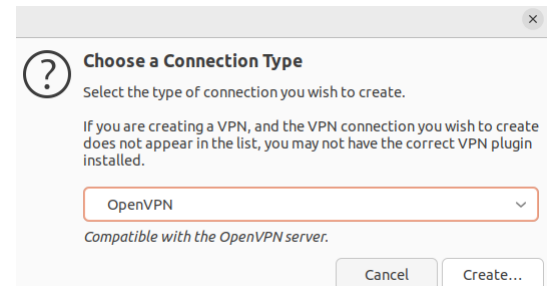 Choose a Connection Type
Select the type of connection you wish to create.
If you are creating a VPN, and the VPN connection you wish to create
does not appear in the list, you may not have the correct VPN plugin
installed.
OpenVPN
Compatible with the OpenVPN server.
Cancel Create...